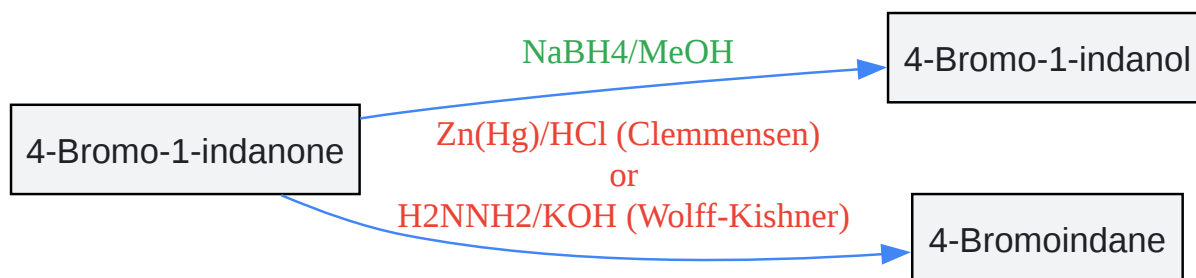 NaBH4/MeOH
4-Bromo-1-indanol
4-Bromo-1-indanone
Zn(Hg)/HCl (Clemmensen)
or
H2NNH2/KOH (Wolff-Kishner)
4-Bromoindane